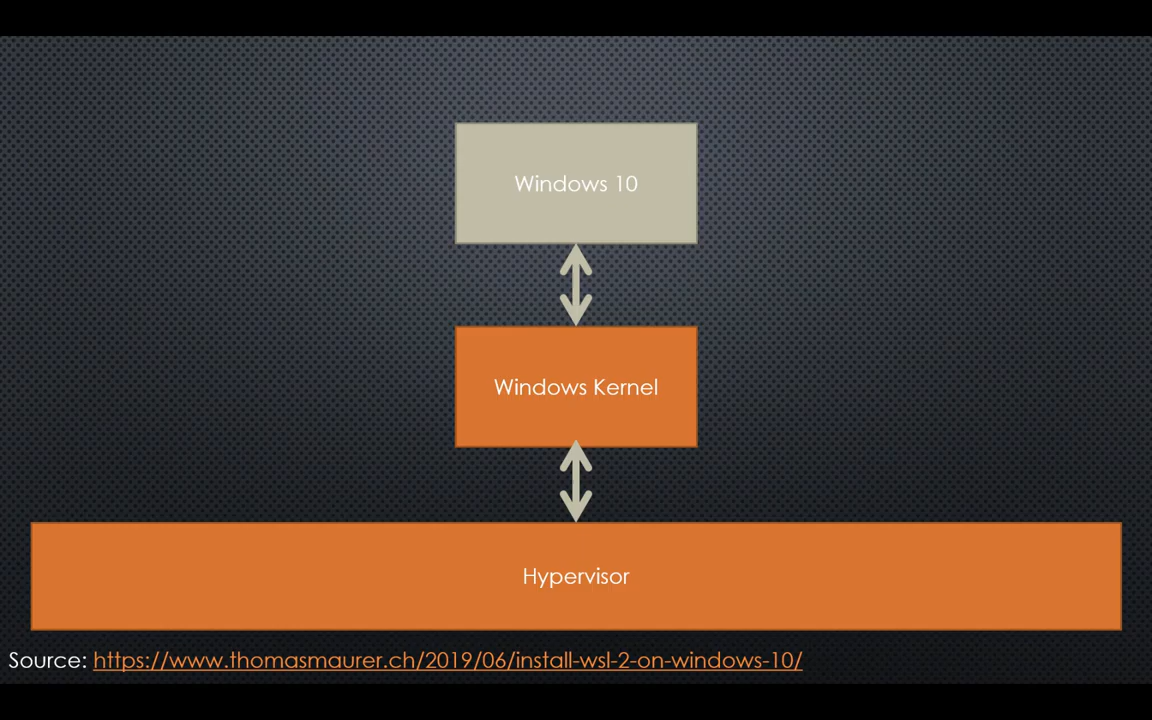 Windows 10
Windows Kernel
Hypervisor
Source: https://www.thomasmaurer.ch/2019/06/install-wsl-2-on-windows-10/